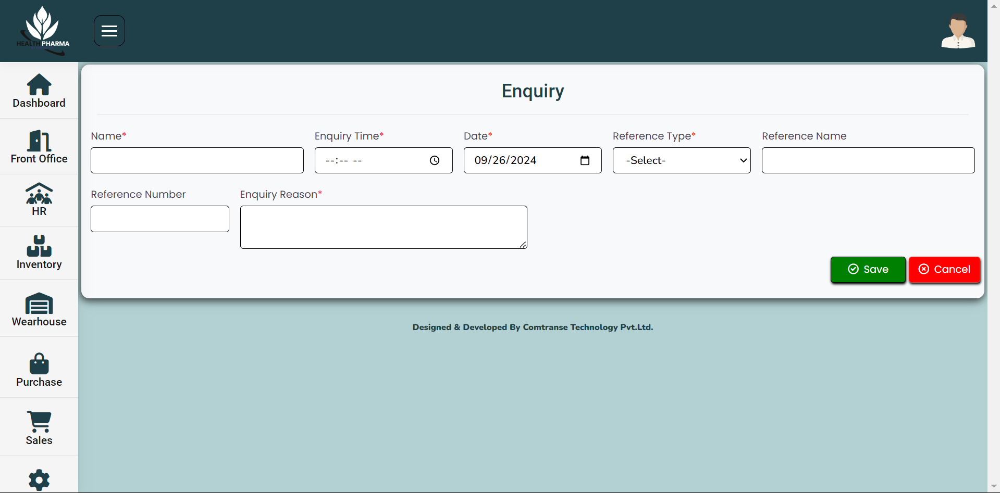 HEALTH PHARMA
Dashboard
Front Office
HR
Inventory
Wearhouse
Purchase
Sales
Enquiry
Name*
Enquiry Time*
Date*
Reference Type*
Reference Name
--:-- --
09/26/2024
-Select-
Reference Number
Enquiry Reason*
Save
Cancel
Designed & Developed By Comtranse Technology Pvt.Ltd.